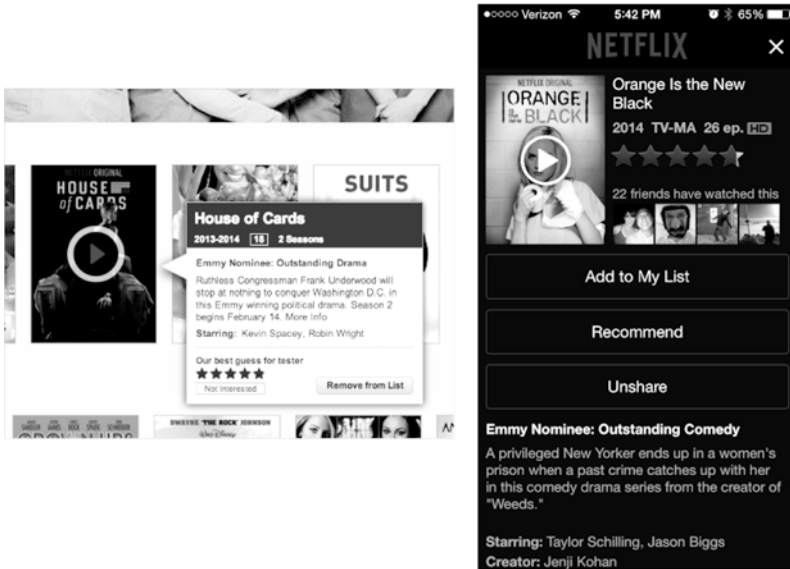 NETFLIX ORIGINAL
HOUSE
of CARDS
SUITS
House of Cards
2013-2014 18 2 Seasons
Emmy Nominee: Outstanding Drama
Ruthless Congressman Frank Underwood will
stop at nothing to conquer Washington D.C. in
this Emmy winning political drama. Season 2
begins February 14. More Info
Starring: Kevin Spacey, Robin Wright
Our best guess for tester
Not Interested
Remove from List
DWAYNE 'THE ROCK' JOHNSON
Walt Disney
Verizon 5:42 PM 65%
NETFLIX
NETFLIX ORIGINAL
ORANGE
IS THE NEW
BLACK
Orange Is the New
Black
2014 TV-MA 26 ep. HD
22 friends have watched this
Add to My List
Recommend
Unshare
Emmy Nominee: Outstanding Comedy
A privileged New Yorker ends up in a women's
prison when a past crime catches up with her
in this comedy drama series from the creator of
"Weeds."
Starring: Taylor Schilling, Jason Biggs
Creator: Jenji Kohan